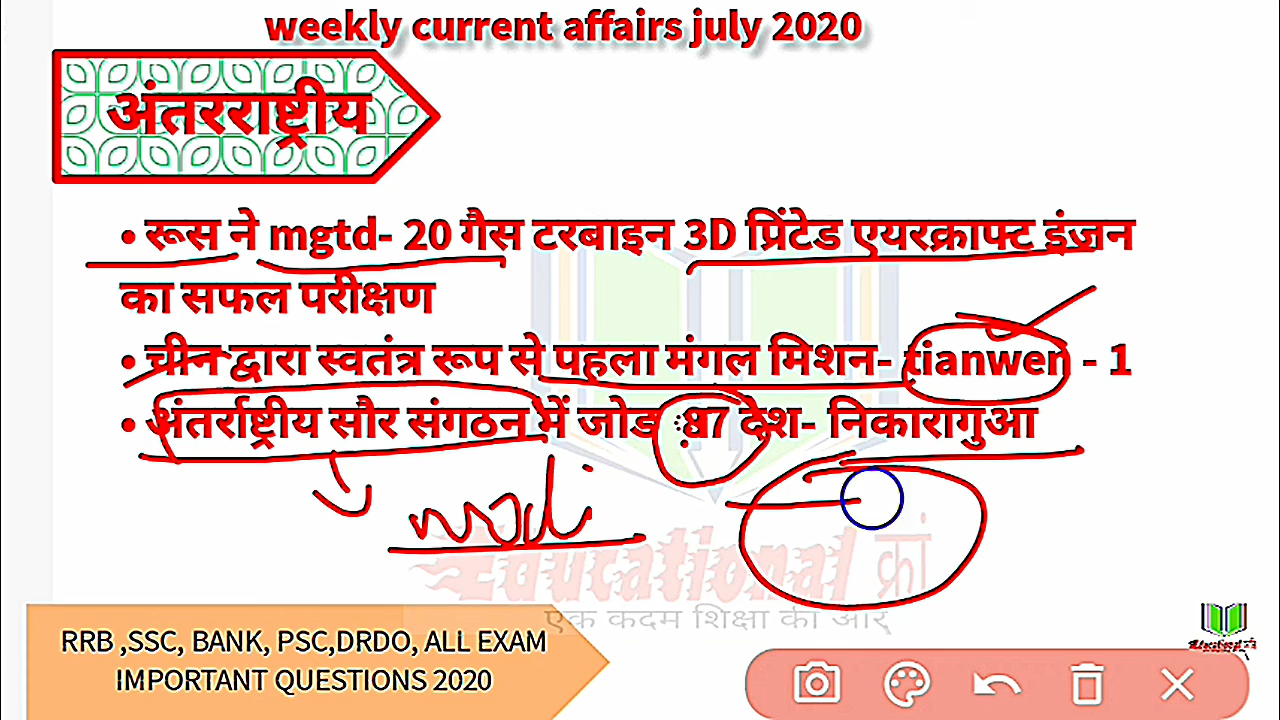 weekly current affairs july 2020
अंतरराष्ट्रीय
• रूस ने mgtd- 20 गैस टरबाइन 3D प्रिंटेड एयरक्राफ्ट इंजन
का सफल परीक्षण
• चीन द्वारा स्वतंत्र रूप से पहला मंगल मिशन- tianwen - 1
• अंतर्राष्ट्रीय सौर संगठन में जोड 87 देश- निकारागुआ
modi
Educational क्रां
एक कदम शिक्षा की ओर
RRB ,SSC, BANK, PSC,DRDO, ALL EXAM
IMPORTANT QUESTIONS 2020